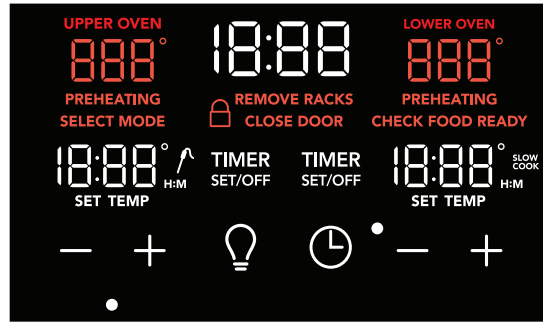 UPPER OVEN
888°
PREHEATING
SELECT MODE
18:88
REMOVE RACKS
CLOSE DOOR
LOWER OVEN
888°
PREHEATING
CHECK FOOD READY
18:88°
H:M
SET TEMP
TIMER
SET/OFF
TIMER
SET/OFF
18:88°
SLOW
COOK
H:M
SET TEMP
− +
− +